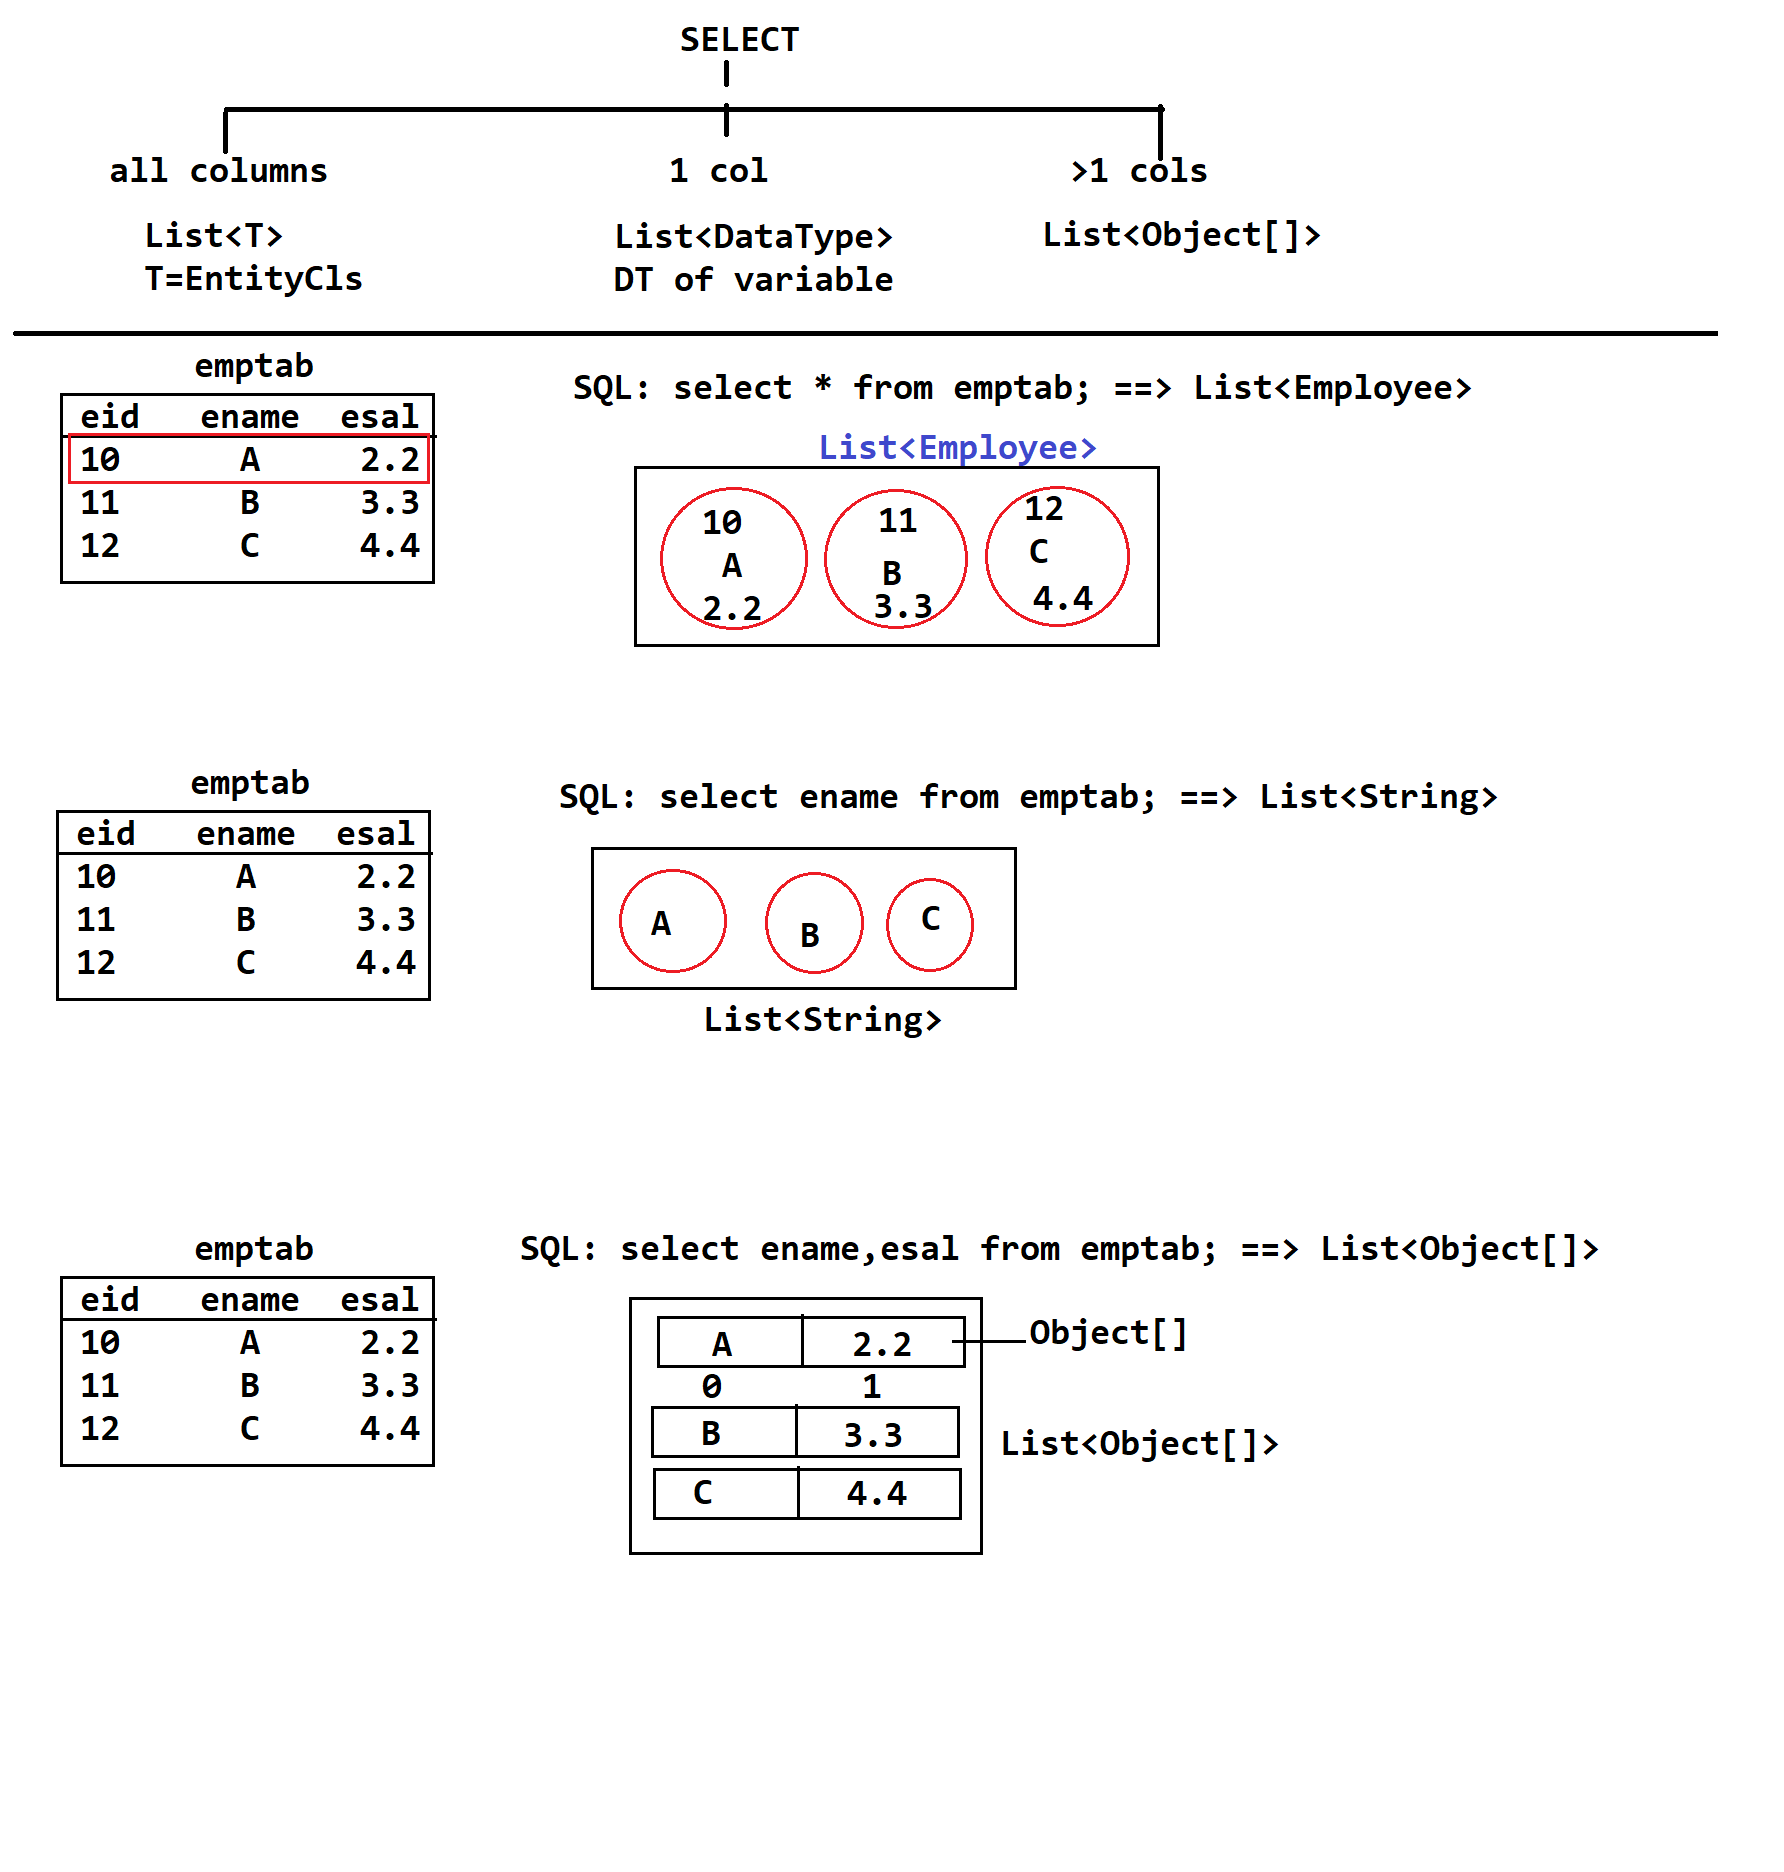 SELECT
all columns 1 col >1 cols
List<T> List<DataType> List<Object[]>
T=EntityCls DT of variable
emptab
SQL: select * from emptab; ==> List<Employee>
eid ename esal
10 A 2.2
11 B 3.3
12 C 4.4
List<Employee>
10
A
2.2
11
B
3.3
12
C
4.4
emptab
SQL: select ename from emptab; ==> List<String>
eid ename esal
10 A 2.2
11 B 3.3
12 C 4.4
A B C
List<String>
emptab
SQL: select ename,esal from emptab; ==> List<Object[]>
eid ename esal
10 A 2.2
11 B 3.3
12 C 4.4
A 2.2
Object[]
0 1
B 3.3
List<Object[]>
C 4.4